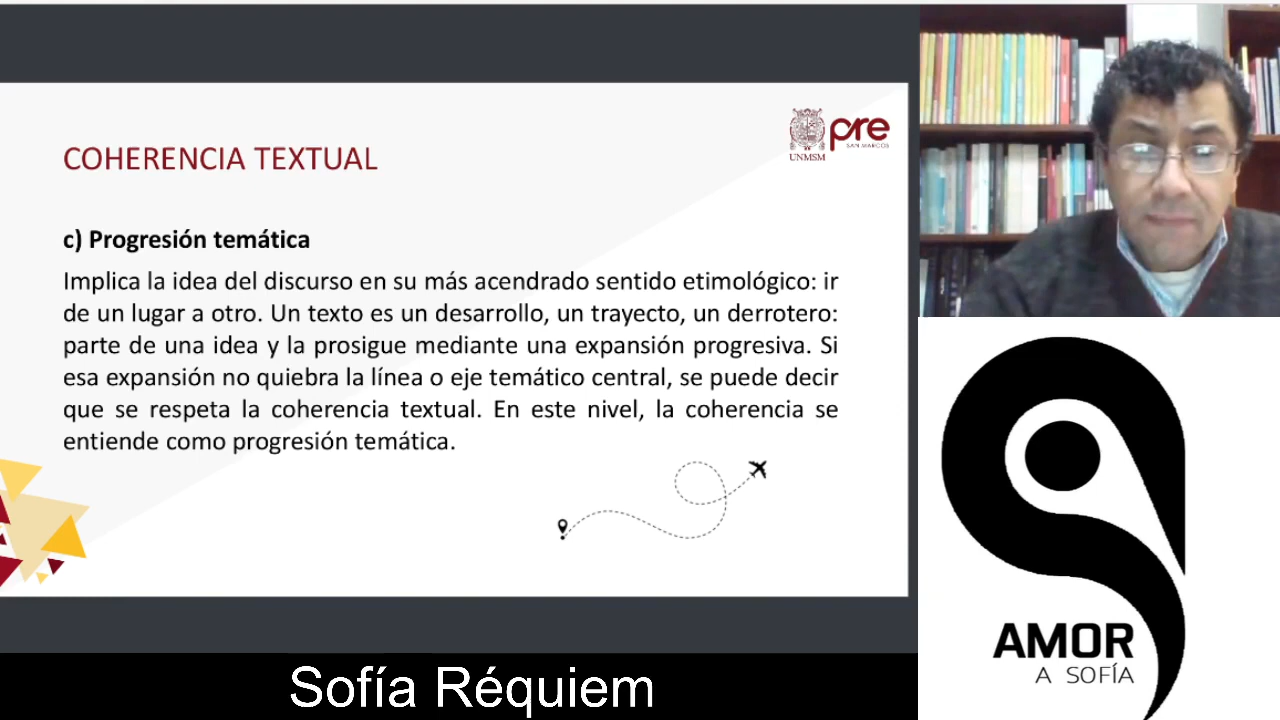 COHERENCIA TEXTUAL
UNMSM
pre
SAN MARCOS
c) Progresión temática
Implica la idea del discurso en su más acendrado sentido etimológico: ir
de un lugar a otro. Un texto es un desarrollo, un trayecto, un derrotero:
parte de una idea y la prosigue mediante una expansión progresiva. Si
esa expansión no quiebra la línea o eje temático central, se puede decir
que se respeta la coherencia textual. En este nivel, la coherencia se
entiende como progresión temática.
AMOR
A SOFÍA
Sofía Réquiem